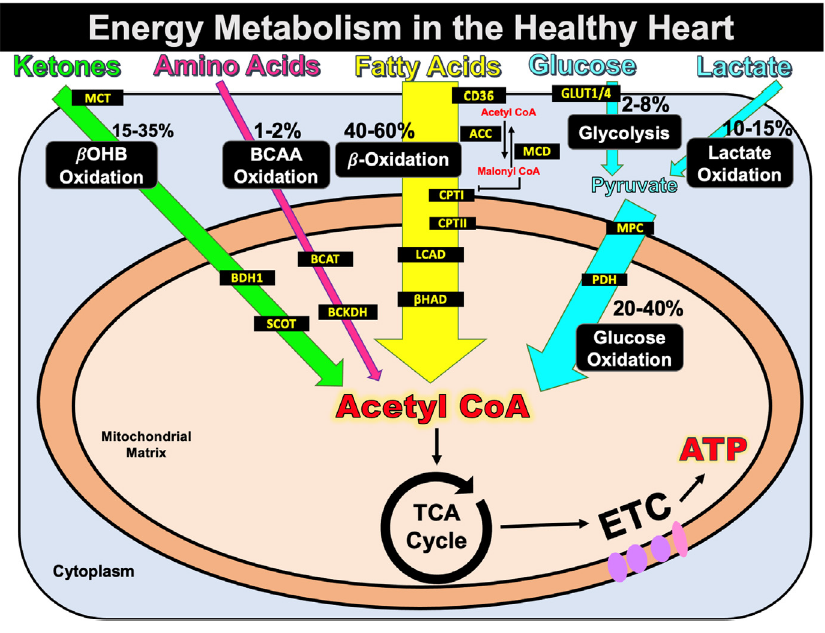 Energy Metabolism in the Healthy Heart
Ketones
Amino Acids
Fatty Acids
Glucose
Lactate
MCT
CD36
GLUT1/4
15-35%
1-2%
40-60%
2-8%
10-15%
βOHB
Oxidation
BCAA
Oxidation
β-Oxidation
Acetyl CoA
ACC
MCD
Malonyl CoA
Glycolysis
Lactate
Oxidation
Pyruvate
CPTI
CPTII
MPC
BDH1
BCAT
LCAD
PDH
SCOT
BCKDH
βHAD
20-40%
Glucose
Oxidation
Acetyl CoA
Mitochondrial
Matrix
TCA
Cycle
ETC
ATP
Cytoplasm